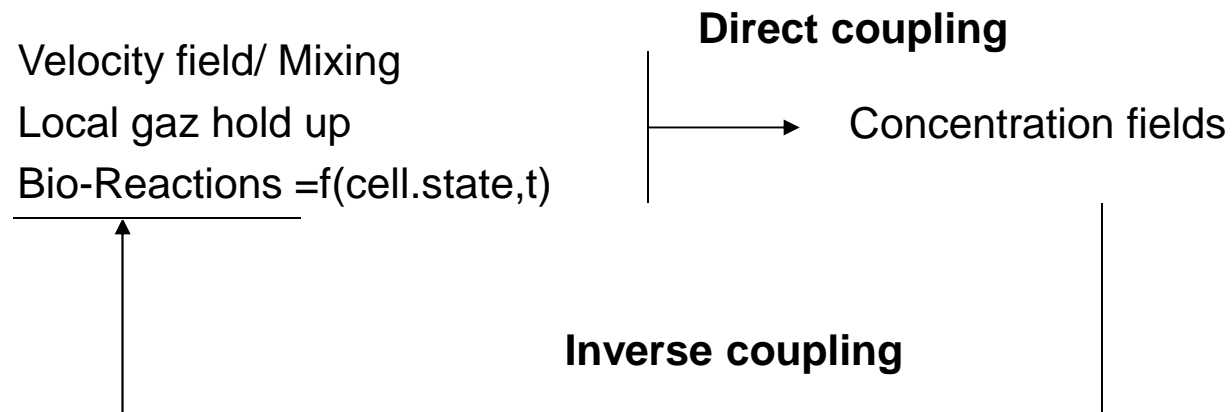 Direct coupling
Velocity field/ Mixing
Local gaz hold up
Concentration fields
Bio-Reactions =f(cell.state,t)
Inverse coupling